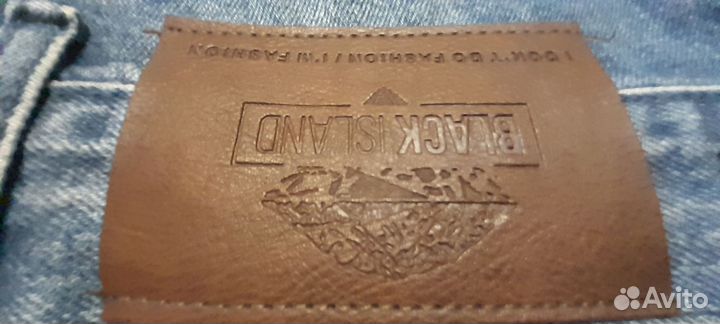 BLACK ISLAND
I DON'T DO FASHION / I'M FASHION
Avito